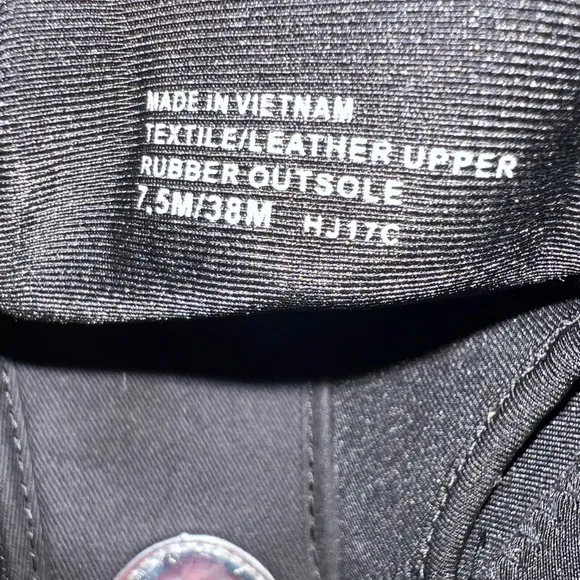 MADE IN VIETNAM
TEXTILE/LEATHER UPPER
RUBBER OUTSOLE
7.5M/38M HJ17C